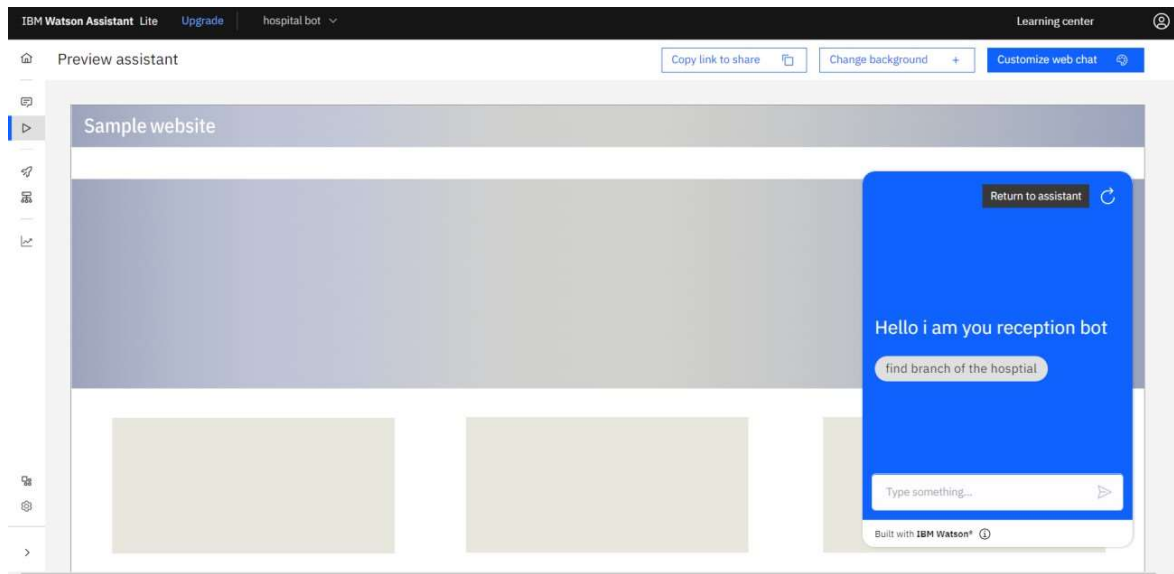 IBM Watson Assistant Lite Upgrade hospital bot Learning center
Preview assistant Copy link to share Change background + Customize web chat
Sample website
Return to assistant
Hello i am you reception bot
find branch of the hosptial
Type something...
Built with IBM Watson®